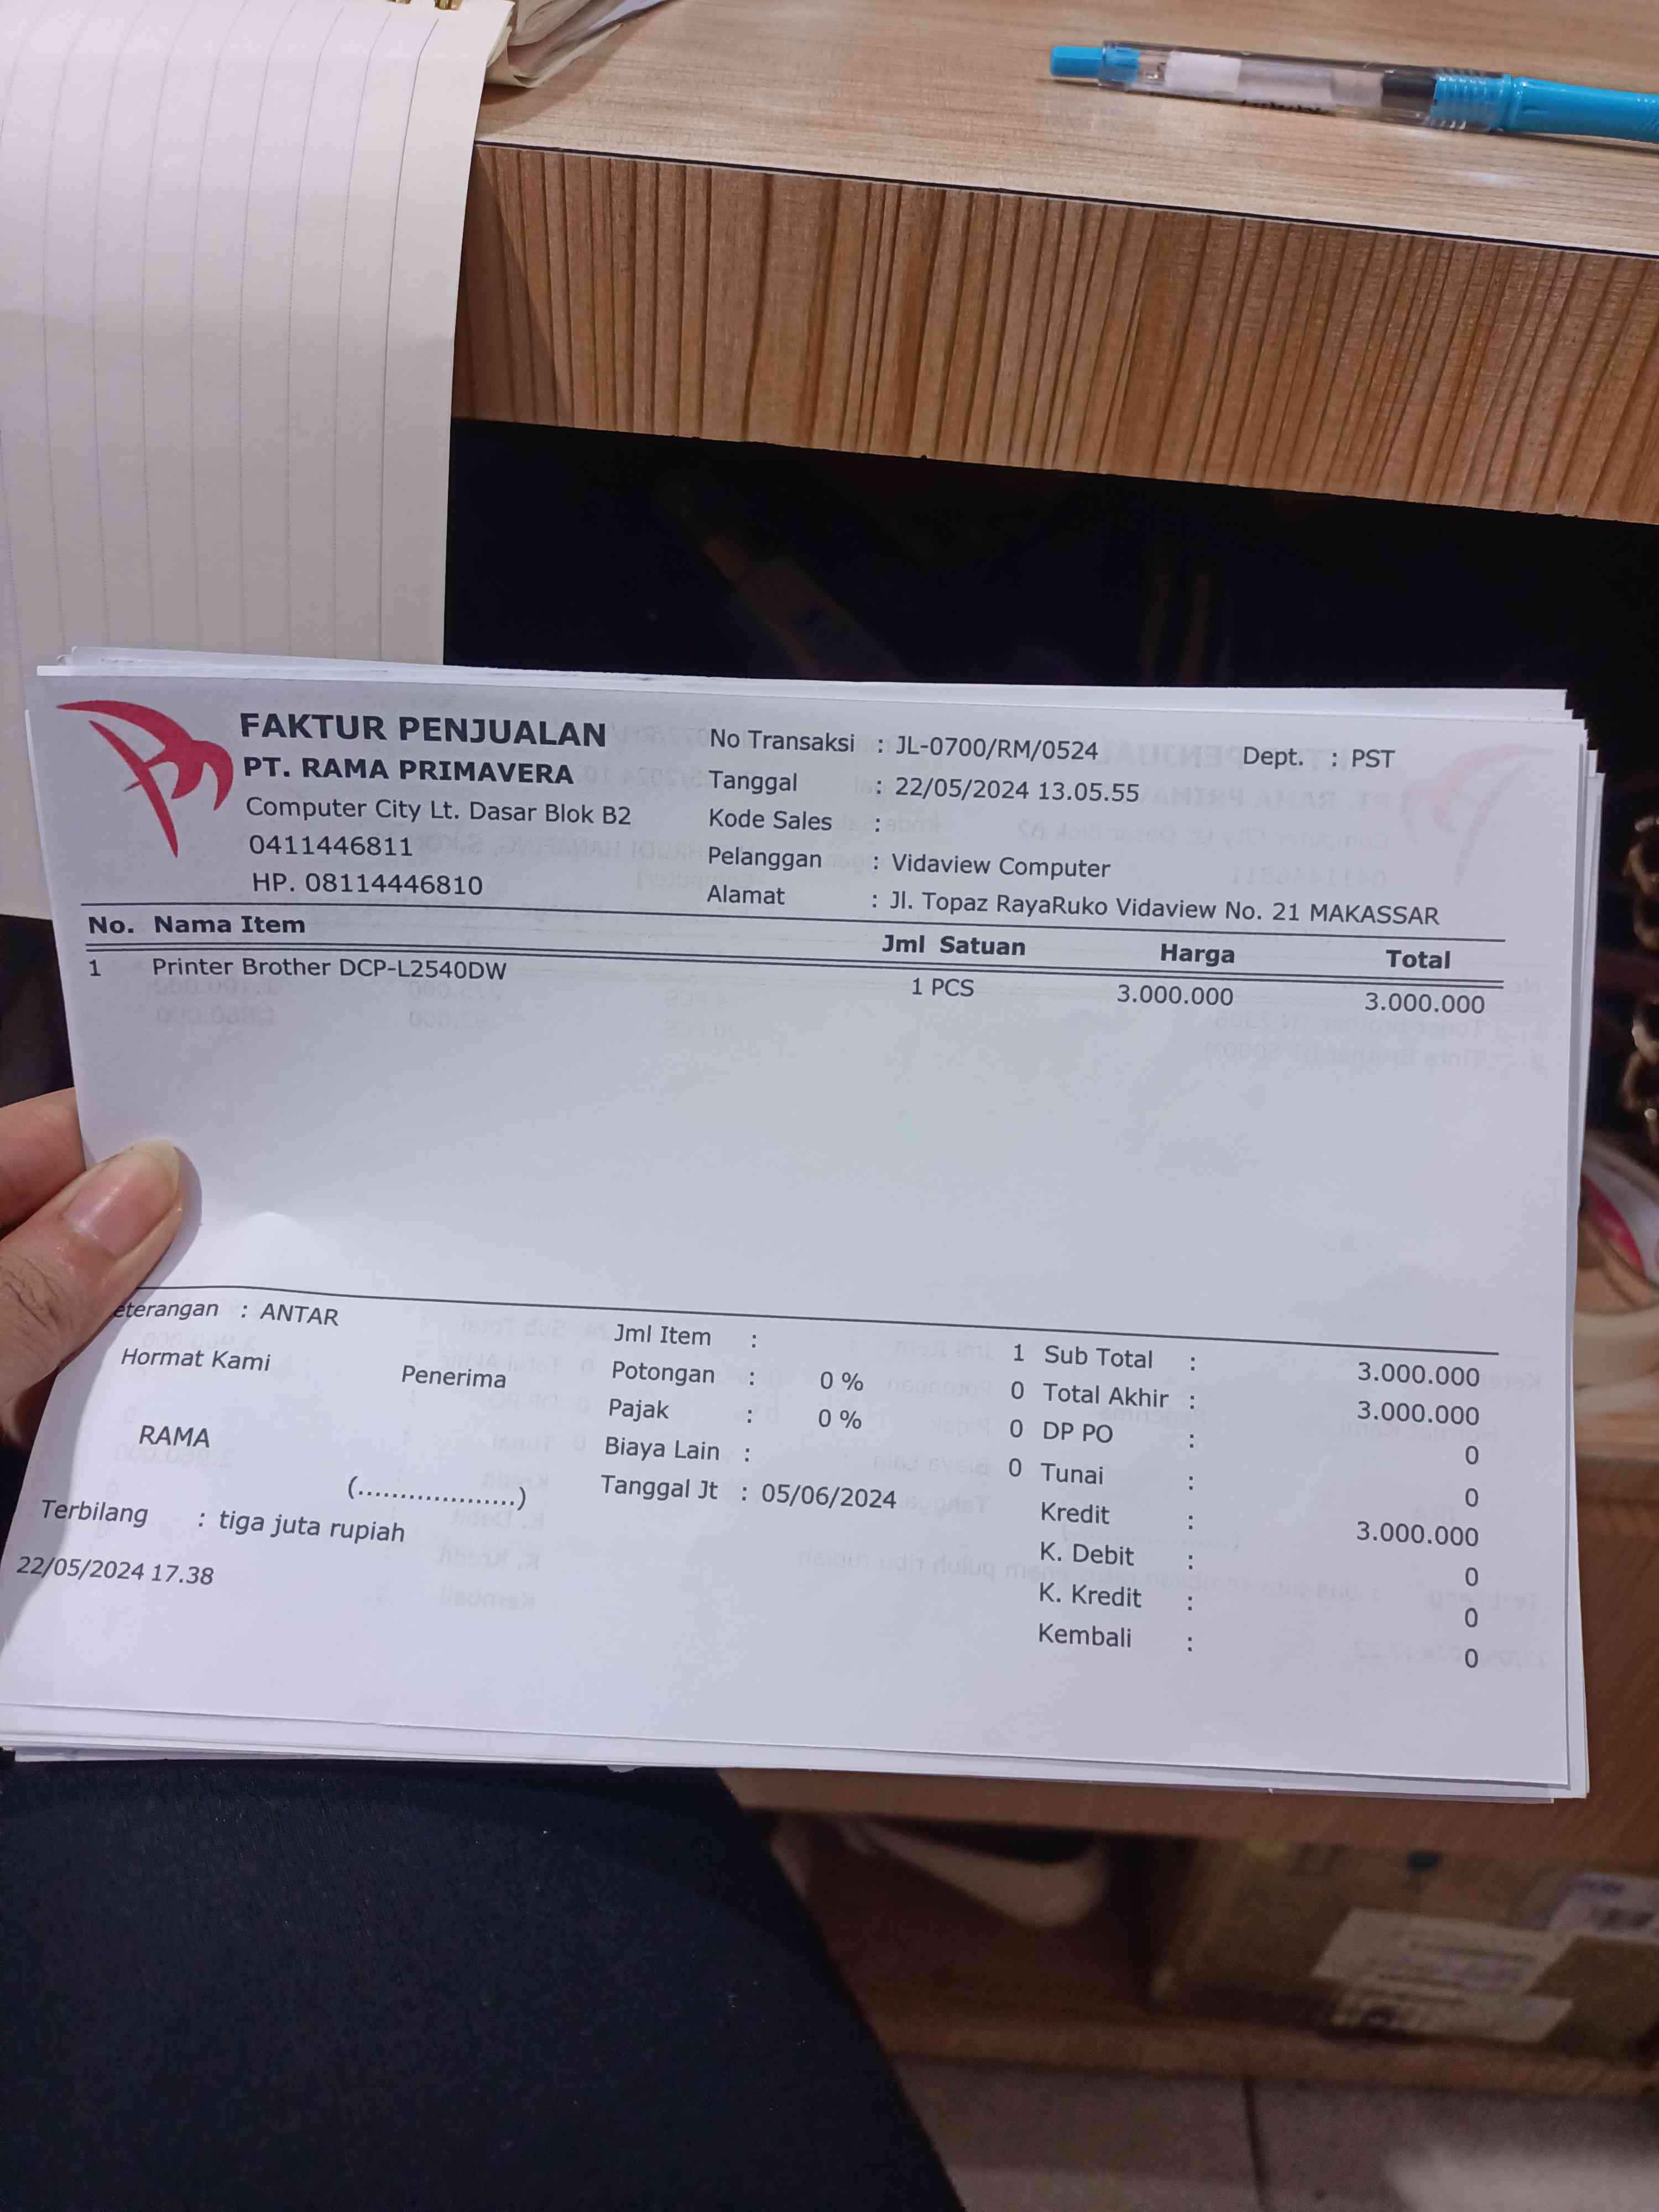 FAKTUR PENJUALAN
PT. RAMA PRIMAVERA
Computer City Lt. Dasar Blok B2
0411446811
HP. 08114446810
No Transaksi : JL-0700/RM/0524 Dept. : PST
Tanggal : 22/05/2024 13.05.55
Kode Sales :
Pelanggan : Vidaview Computer
Alamat : Jl. Topaz RayaRuko Vidaview No. 21 MAKASSAR
No. Nama Item Jml Satuan Harga Total
1 Printer Brother DCP-L2540DW 1 PCS 3.000.000 3.000.000
eterangan : ANTAR
Hormat Kami Penerima
RAMA
(...................)
Terbilang : tiga juta rupiah
22/05/2024 17.38
Jml Item : 1
Potongan : 0 % 0
Pajak : 0 % 0
Biaya Lain : 0
Tanggal Jt : 05/06/2024
Sub Total : 3.000.000
Total Akhir : 3.000.000
DP PO : 0
Tunai : 0
Kredit : 3.000.000
K. Debit : 0
K. Kredit : 0
Kembali : 0